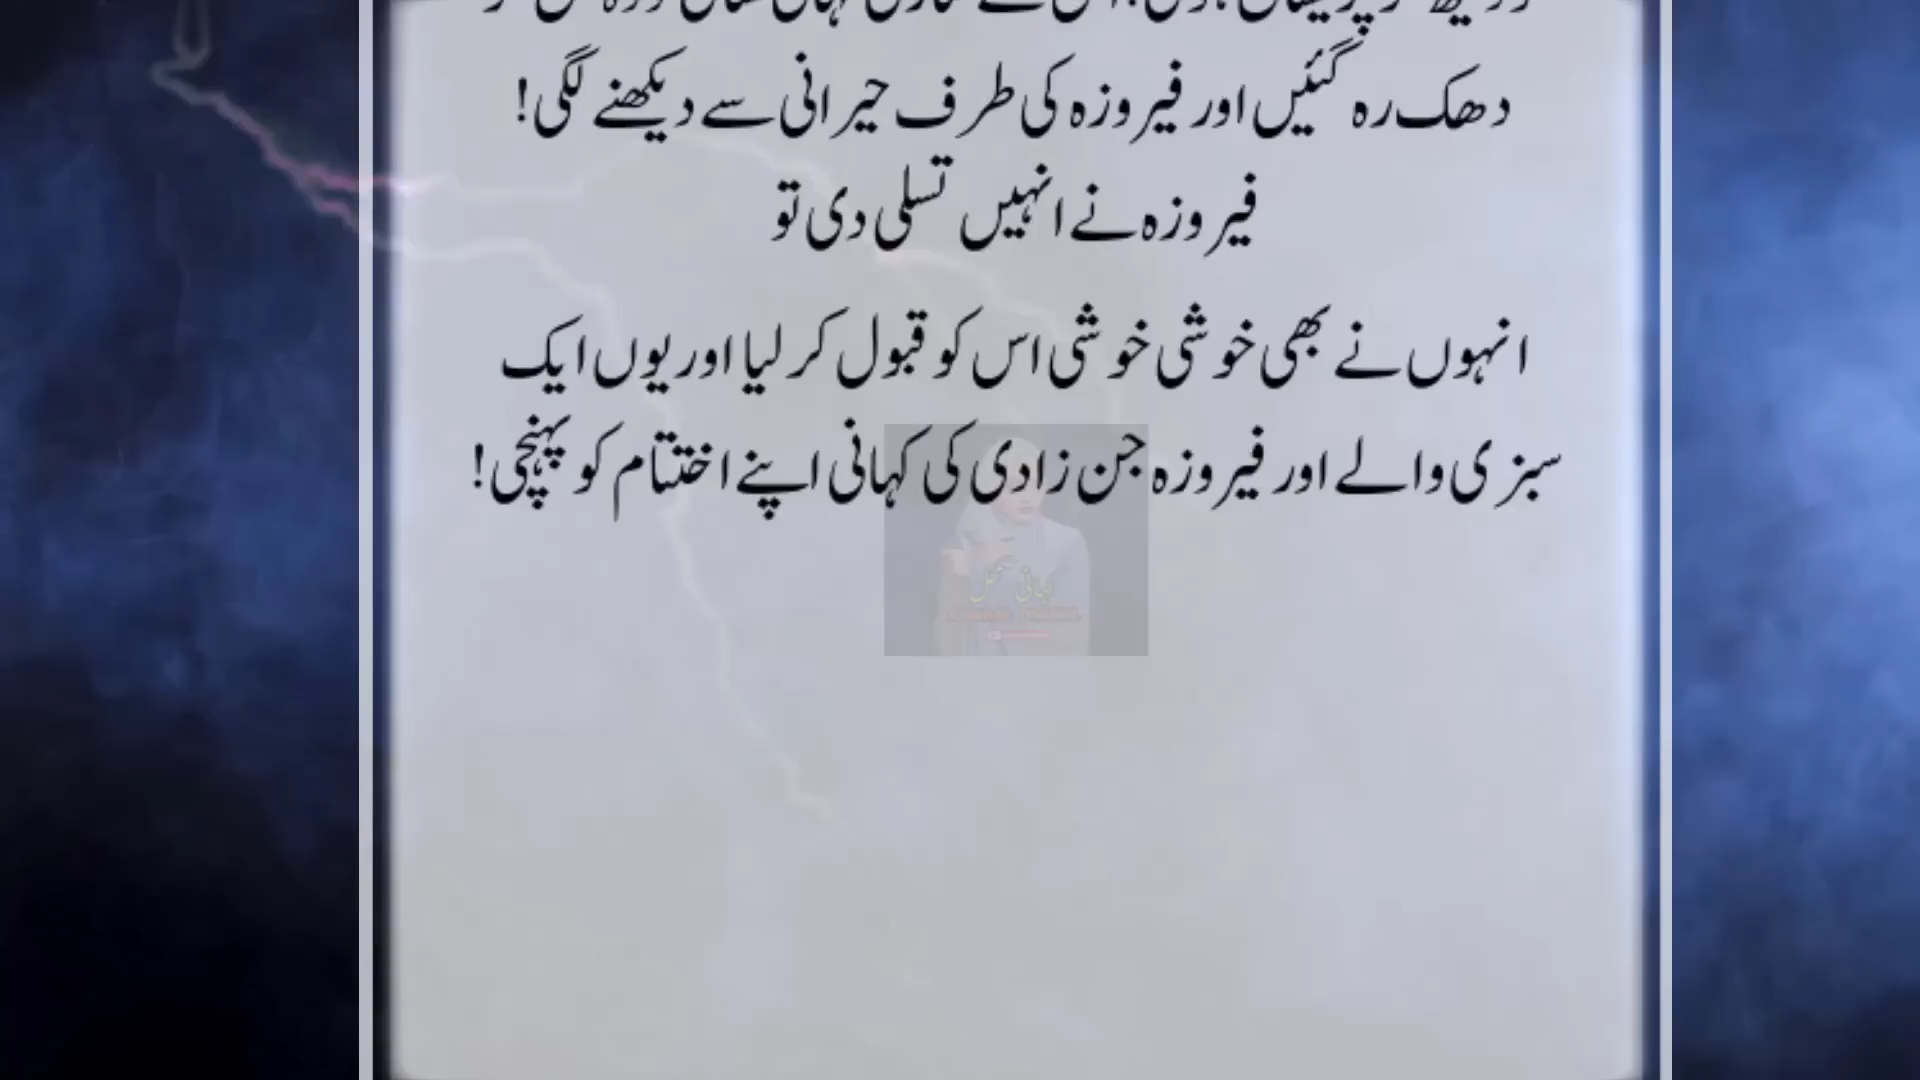 دھک رہ گئیں اور فیروزہ کی طرف حیرانی سے دیکھنے لگی!
فیروزہ نے انہیں تسلی دی تو
انہوں نے بھی خوشی خوشی اس کو قبول کر لیا اور یوں ایک
سبزی والے اور فیروزہ جن زادی کی کہانی اپنے اختتام کو پہنچی!